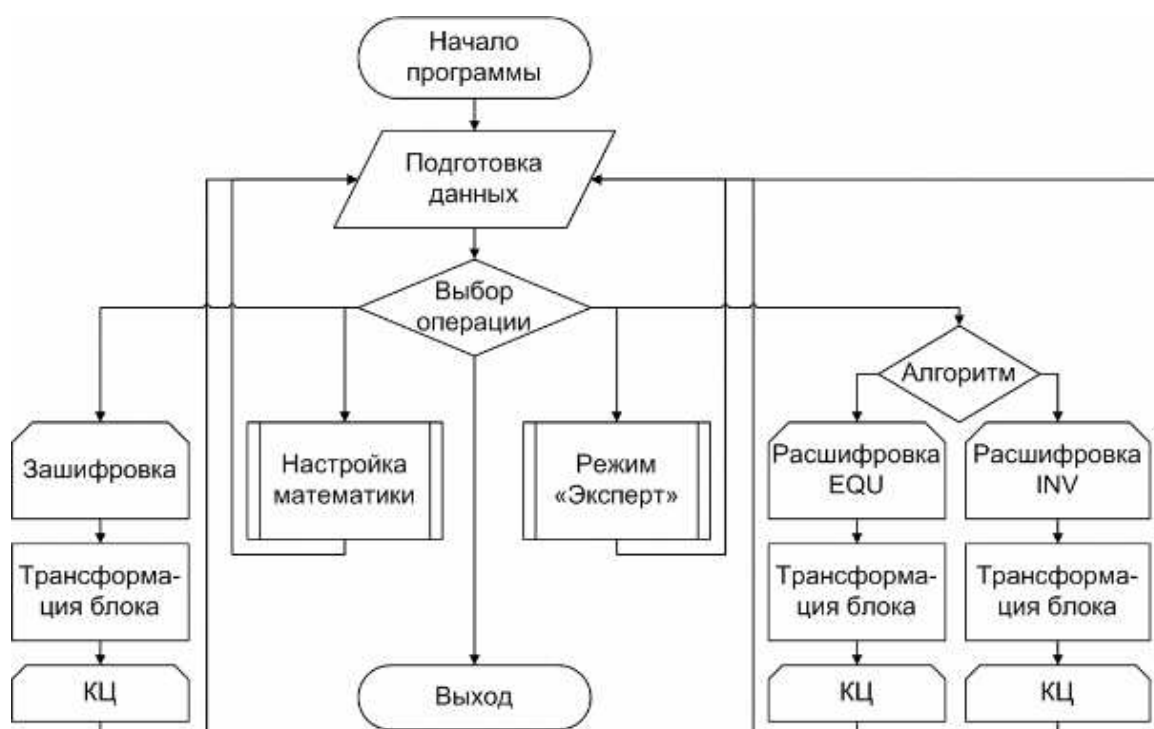 Начало
программы
Подготовка
данных
Выбор
операции
Алгоритм
Зашифровка
Настройка
математики
Режим
«Эксперт»
Расшифровка
EQU
Расшифровка
INV
Трансформа-
ция блока
Трансформа-
ция блока
Трансформа-
ция блока
КЦ
Выход
КЦ
КЦ